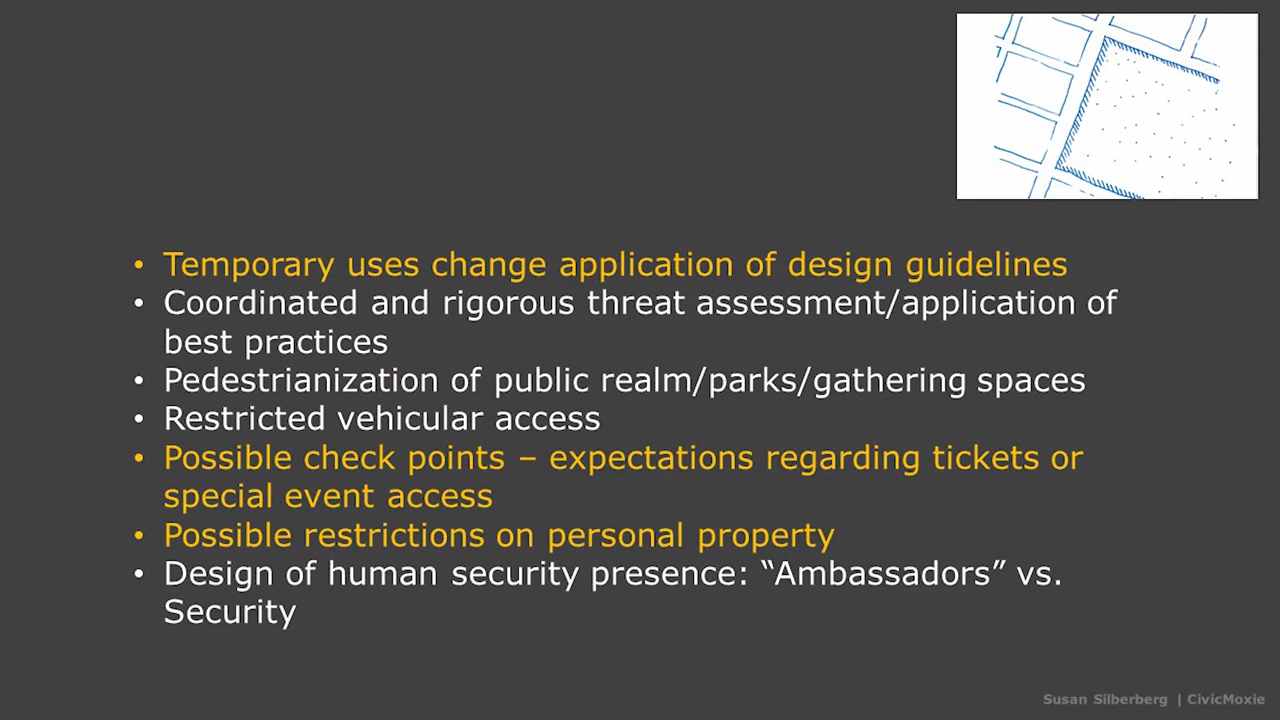 • Temporary uses change application of design guidelines
• Coordinated and rigorous threat assessment/application of
best practices
• Pedestrianization of public realm/parks/gathering spaces
• Restricted vehicular access
• Possible check points – expectations regarding tickets or
special event access
• Possible restrictions on personal property
• Design of human security presence: “Ambassadors” vs.
Security
Susan Silberberg | CivicMoxie